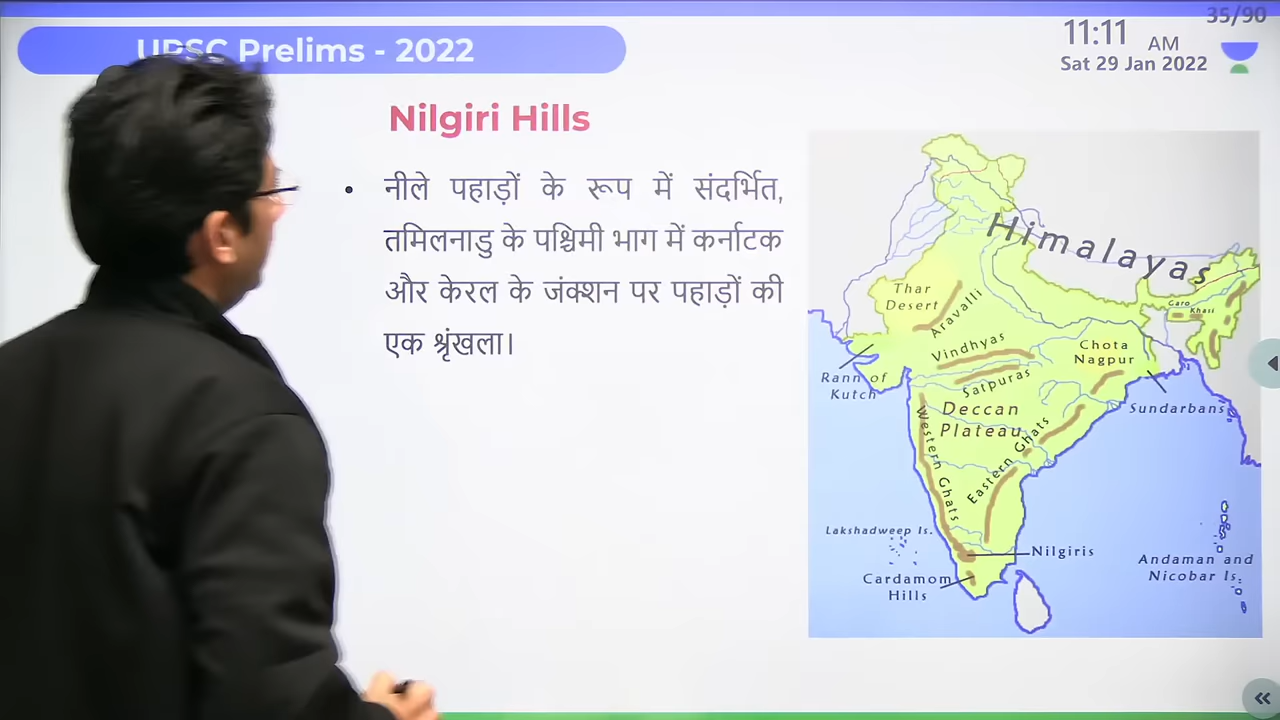 35/90
UPSC Prelims - 2022
11:11 AM
Sat 29 Jan 2022
Nilgiri Hills
• नीले पहाड़ों के रूप में संदर्भित,
तमिलनाडु के पश्चिमी भाग में कर्नाटक
और केरल के जंक्शन पर पहाड़ों की
एक श्रृंखला।
Himalayas
Thar
Desert
Aravalli
Garo
Khasi
Vindhyas
Chota
Nagpur
Rann of
Kutch
Satpuras
Sundarbans
Deccan
Plateau
Western Ghats
Eastern Ghats
Lakshadweep Is.
Nilgiris
Andaman and
Nicobar Is.
Cardamom
Hills